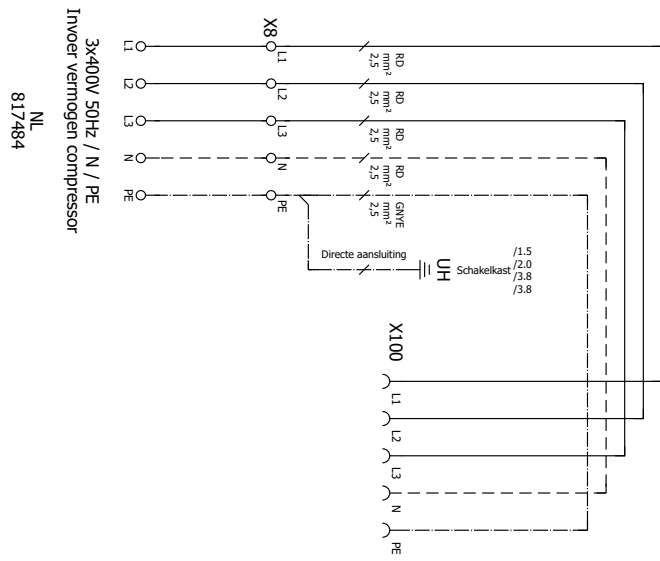 X8
L1
L1
RD
mm²
2,5
L2
L2
RD
mm²
2,5
L3
L3
RD
mm²
2,5
N
N
RD
mm²
2,5
PE
PE
GNYE
mm²
2,5
3x400V 50Hz / N / PE
Invoer vermogen compressor
NL
817484
Directe aansluiting
UH
Schakelkast
/1.5
/2.0
/3.8
/3.8
X100
L1
L2
L3
N
PE